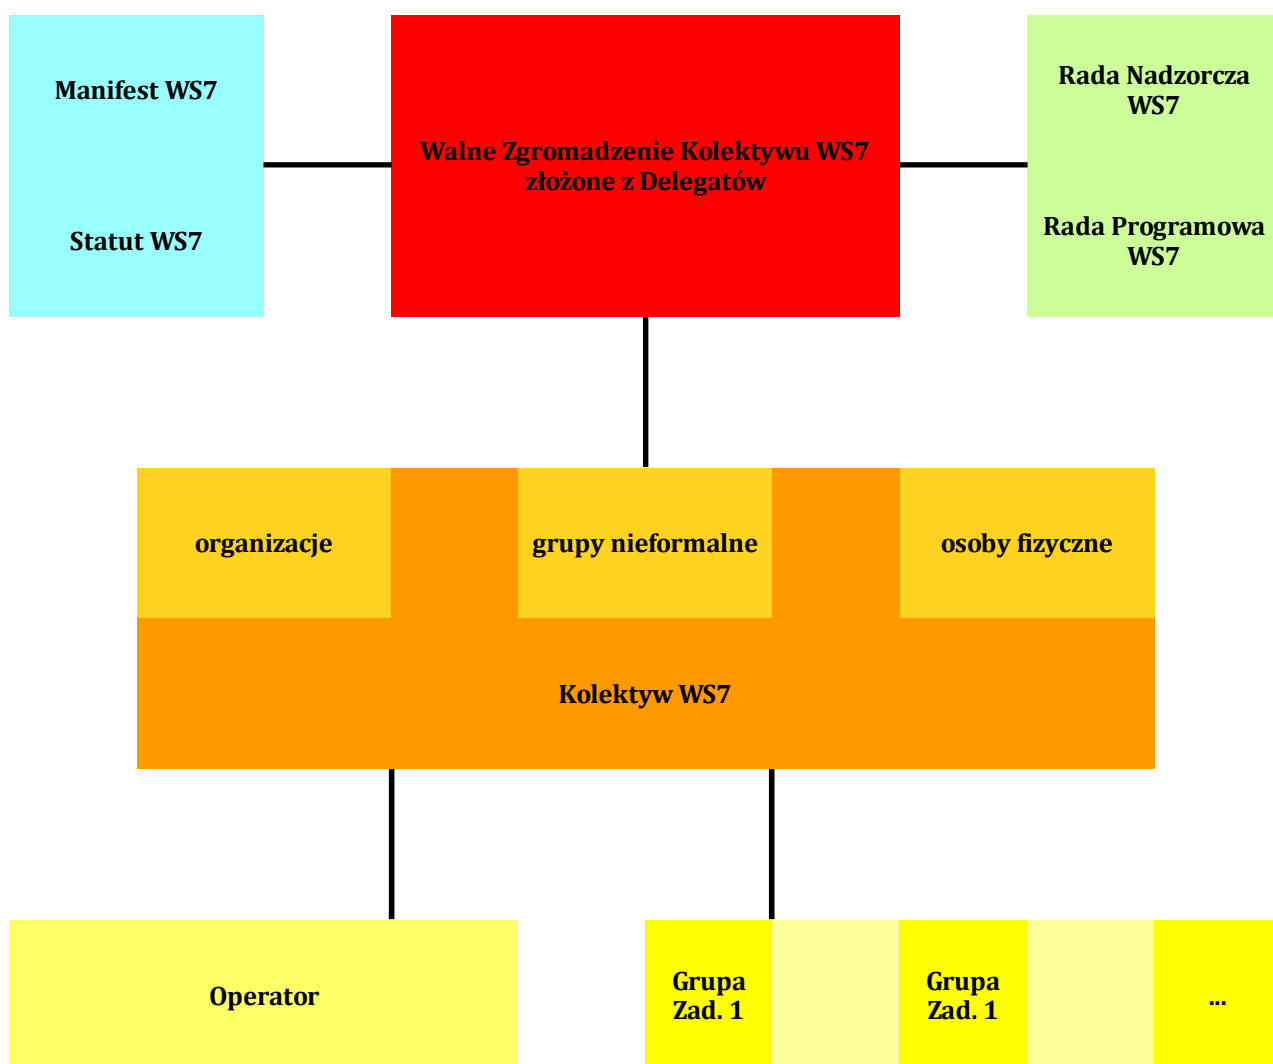 Manifest WS7
Statut WS7
Walne Zgromadzenie Kolektywu WS7
złożone z Delegatów
Rada Nadzorcza
WS7
Rada Programowa
WS7
organizacje
grupy nieformalne
osoby fizyczne
Kolektyw WS7
Operator
Grupa
Zad. 1
Grupa
Zad. 1
...